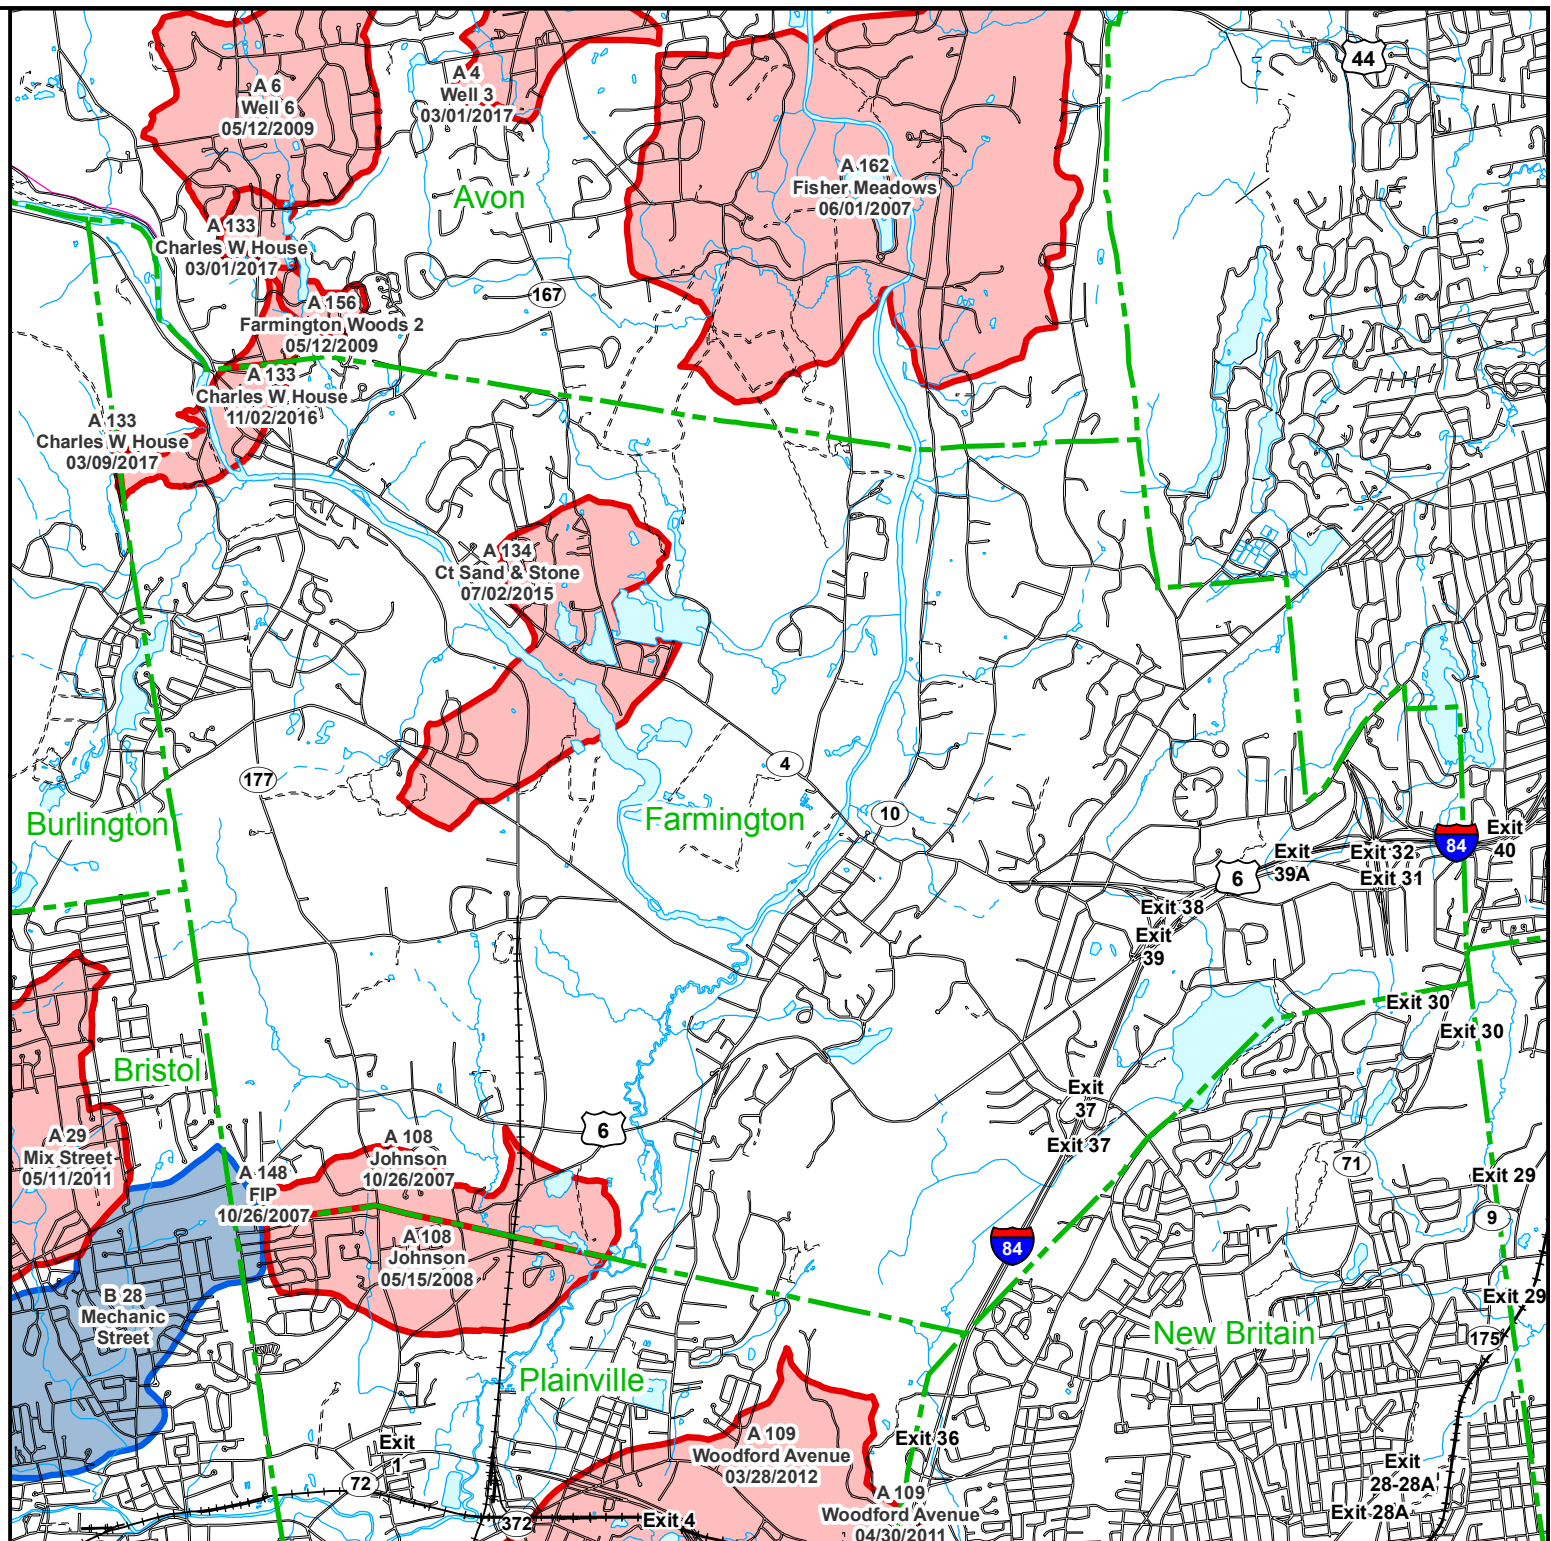 44
A 6
Well 6
05/12/2009
A 4
Well 3
03/01/2017
A 162
Fisher Meadows
06/01/2007
Avon
A 133
Charles W House
03/01/2017
167
A 156
Farmington Woods 2
05/12/2009
A 133
Charles W House
11/02/2016
A 133
Charles W House
03/09/2017
A 134
Ct Sand & Stone
07/02/2015
177
4
10
Burlington
Farmington
84
Exit
40
Exit
39A
Exit 32
Exit 31
6
Exit 38
Exit
39
Exit 30
Exit 30
Bristol
Exit
37
Exit 37
6
A 29
Mix Street
05/11/2011
A 108
Johnson
10/26/2007
A 148
FIP
10/26/2007
71
Exit 29
9
A 108
Johnson
05/15/2008
84
B 28
Mechanic
Street
Exit 29
New Britain
175
Plainville
A 109
Woodford Avenue
03/28/2012
Exit 36
Exit
1
72
Exit
28-28A
Exit 28A
A 109
Woodford Avenue
04/30/2011
372
Exit 4